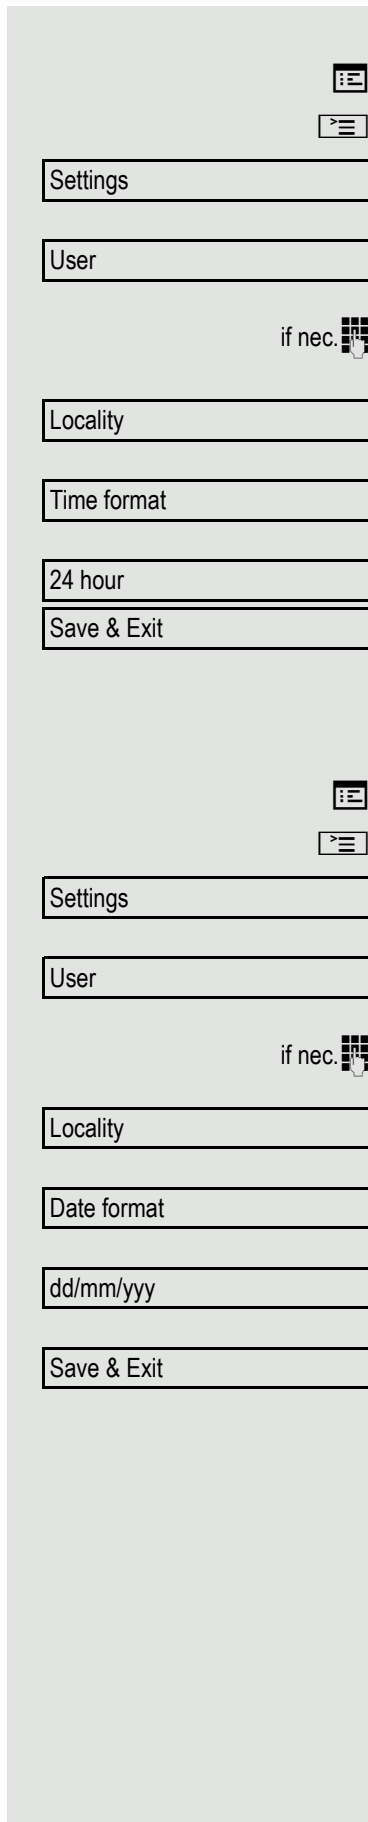 Settings
User
if nec.
Locality
Time format
24 hour
Save & Exit
Settings
User
if nec.
Locality
Date format
dd/mm/yyy
Save & Exit